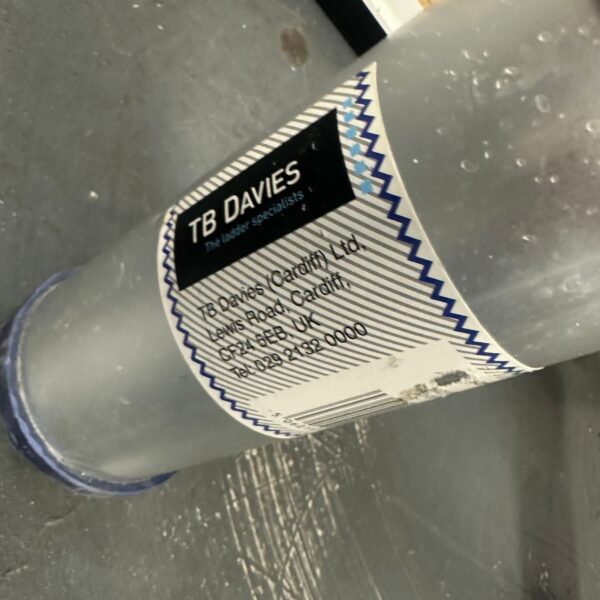 TB DAVIES
The ladder specialists
TB Davies (Cardiff) Ltd,
Lewis Road, Cardiff,
CF24 5EB, UK
Tel: 029 2132 0000